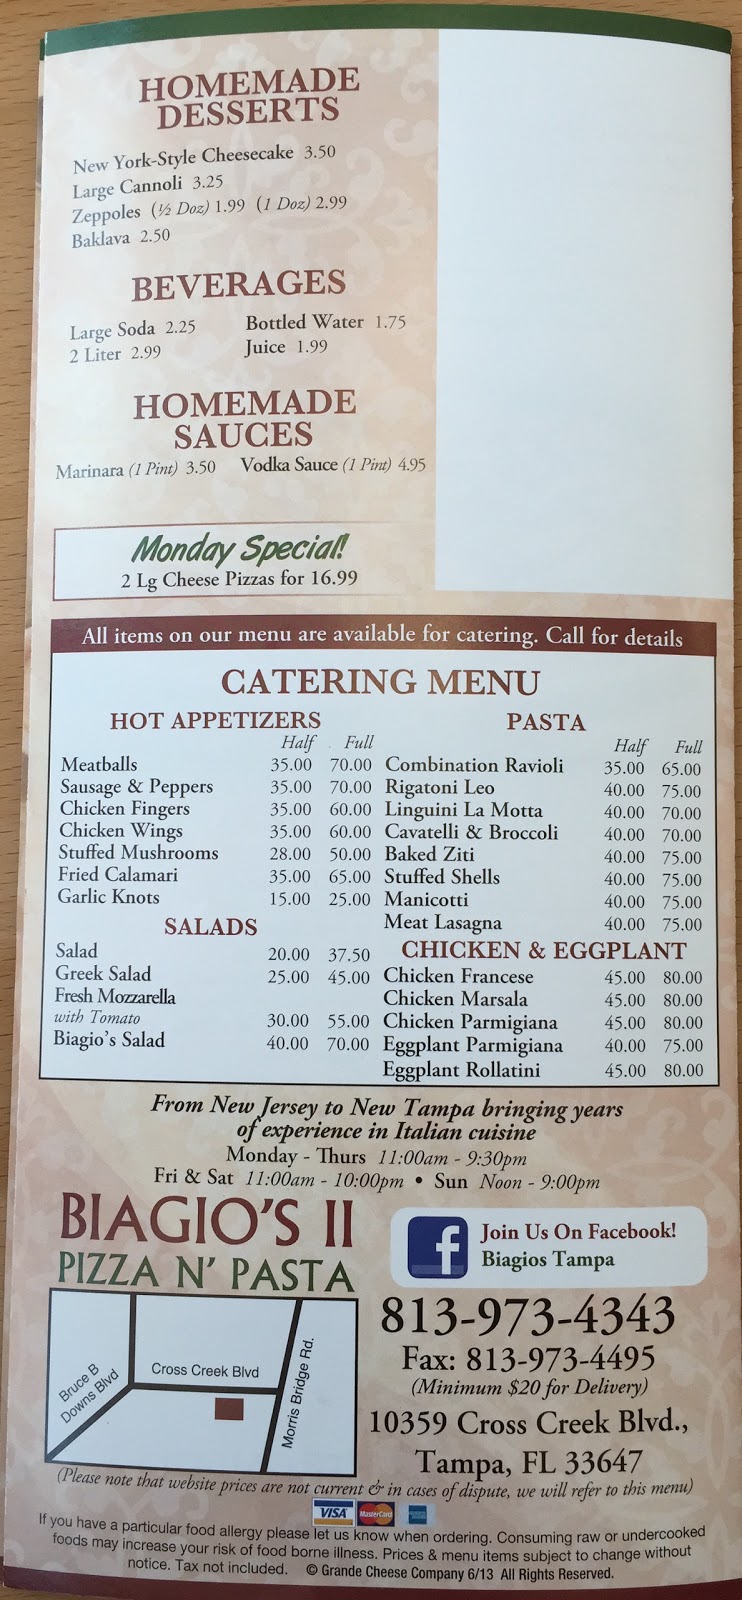 HOMEMADE
DESSERTS
New York-Style Cheesecake 3.50
Large Cannoli 3.25
Zeppoles (½ Doz) 1.99 (1 Doz) 2.99
Baklava 2.50
BEVERAGES
Large Soda 2.25 Bottled Water 1.75
2 Liter 2.99 Juice 1.99
HOMEMADE
SAUCES
Marinara (1 Pint) 3.50 Vodka Sauce (1 Pint) 4.95
Monday Special!
2 Lg Cheese Pizzas for 16.99
All items on our menu are available for catering. Call for details
CATERING MENU
HOT APPETIZERS
Half Full
Meatballs 35.00 70.00
Sausage & Peppers 35.00 70.00
Chicken Fingers 35.00 60.00
Chicken Wings 35.00 60.00
Stuffed Mushrooms 28.00 50.00
Fried Calamari 35.00 65.00
Garlic Knots 15.00 25.00
SALADS
Salad 20.00 37.50
Greek Salad 25.00 45.00
Fresh Mozzarella
with Tomato 30.00 55.00
Biagio's Salad 40.00 70.00
PASTA
Half Full
Combination Ravioli 35.00 65.00
Rigatoni Leo 40.00 75.00
Linguini La Motta 40.00 70.00
Cavatelli & Broccoli 40.00 70.00
Baked Ziti 40.00 75.00
Stuffed Shells 40.00 75.00
Manicotti 40.00 75.00
Meat Lasagna 40.00 75.00
CHICKEN & EGGPLANT
Chicken Francese 45.00 80.00
Chicken Marsala 45.00 80.00
Chicken Parmigiana 45.00 80.00
Eggplant Parmigiana 40.00 75.00
Eggplant Rollatini 45.00 80.00
From New Jersey to New Tampa bringing years
of experience in Italian cuisine
Monday - Thurs 11:00am - 9:30pm
Fri & Sat 11:00am - 10:00pm • Sun Noon - 9:00pm
BIAGIO'S II
PIZZA N' PASTA
f
Join Us On Facebook!
Biagios Tampa
Bruce B
Downs Blvd
Cross Creek Blvd
Morris Bridge Rd.
813-973-4343
Fax: 813-973-4495
(Minimum $20 for Delivery)
10359 Cross Creek Blvd.,
Tampa, FL 33647
(Please note that website prices are not current & in cases of dispute, we will refer to this menu)
VISA MasterCard
If you have a particular food allergy please let us know when ordering. Consuming raw or undercooked
foods may increase your risk of food borne illness. Prices & menu items subject to change without
notice. Tax not included. © Grande Cheese Company 6/13 All Rights Reserved.